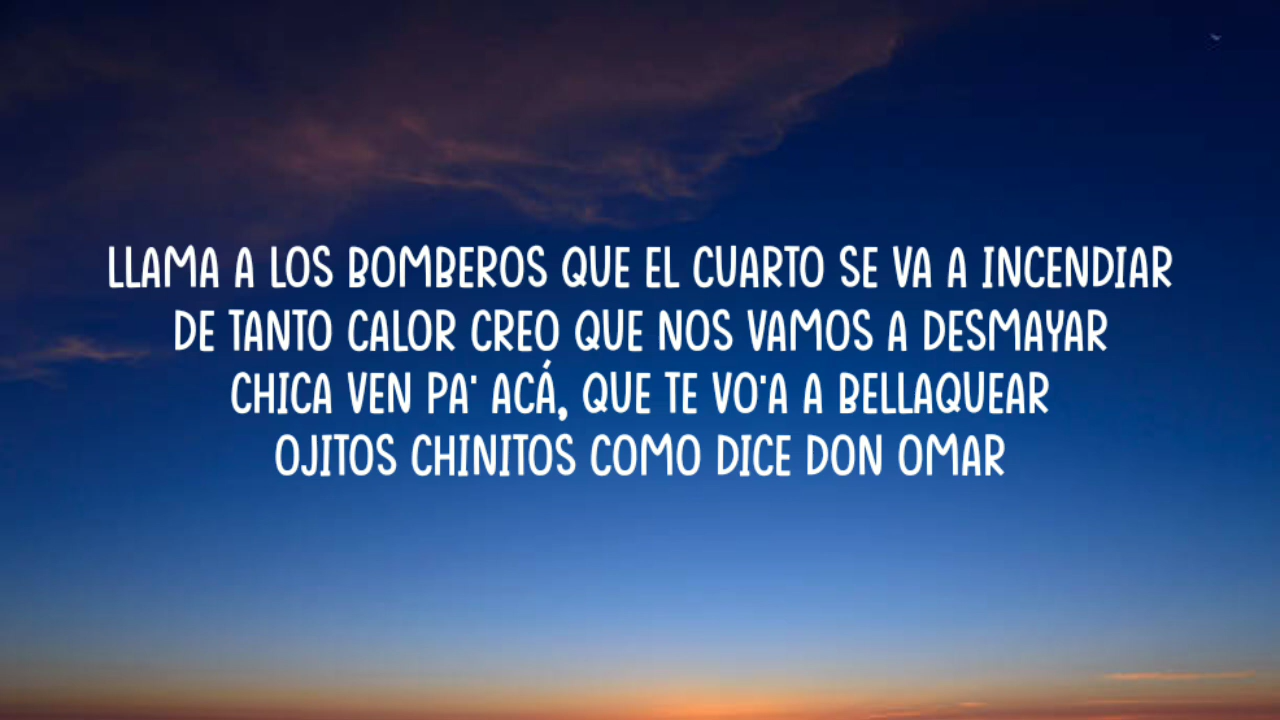 LLAMA A LOS BOMBEROS QUE EL CUARTO SE VA A INCENDIAR
DE TANTO CALOR CREO QUE NOS VAMOS A DESMAYAR
CHICA VEN PA' ACÁ, QUE TE VO'A A BELLAQUEAR
OJITOS CHINITOS COMO DICE DON OMAR